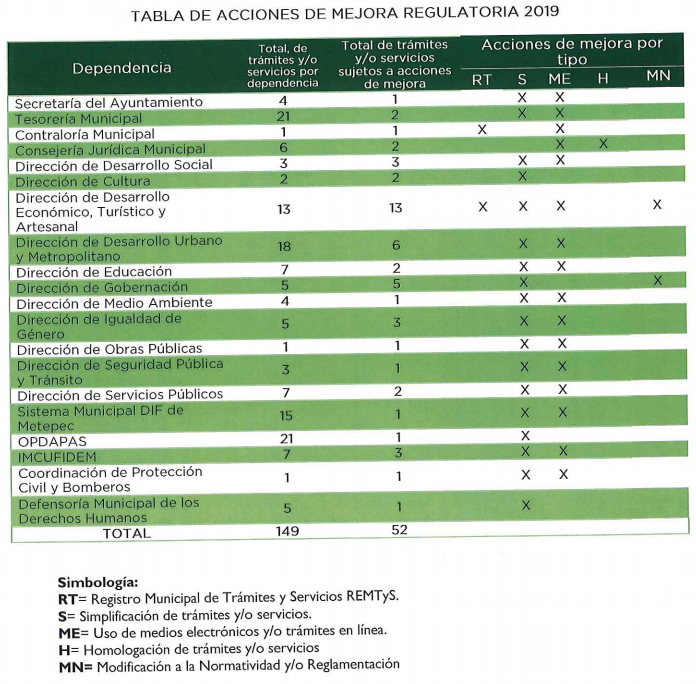 TABLA DE ACCIONES DE MEJORA REGULATORIA 2019
Dependencia
Total, de
trámites y/o
servicios por
dependencia
Total de trámites
y/o servicios
sujetos a acciones
de mejora
Acciones de mejora por
tipo
RT S ME H MN
Secretaría del Ayuntamiento 4 1 X X
Tesorería Municipal 21 2 X X
Contraloría Municipal 1 1 X X
Consejería Jurídica Municipal 6 2 X X
Dirección de Desarrollo Social 3 3 X X
Dirección de Cultura 2 2 X
Dirección de Desarrollo
Económico, Turístico y
Artesanal
13 13 X X X X
Dirección de Desarrollo Urbano
y Metropolitano
18 6 X X
Dirección de Educación 7 2 X X
Dirección de Gobernación 5 5 X X
Dirección de Medio Ambiente 4 1 X X
Dirección de Igualdad de
Género
5 3 X X
Dirección de Obras Públicas 1 1 X X
Dirección de Seguridad Pública
y Tránsito
3 1 X X
Dirección de Servicios Públicos 7 2 X X
Sistema Municipal DIF de
Metepec
15 1 X X
OPDAPAS 21 1 X
IMCUFIDEM 7 3 X X
Coordinación de Protección
Civil y Bomberos
1 1 X X
Defensoría Municipal de los
Derechos Humanos
5 1 X
TOTAL 149 52
Simbología:
RT= Registro Municipal de Trámites y Servicios REMTyS.
S= Simplificación de trámites y/o servicios.
ME= Uso de medios electrónicos y/o trámites en línea.
H= Homologación de trámites y/o servicios
MN= Modificación a la Normatividad y/o Reglamentación